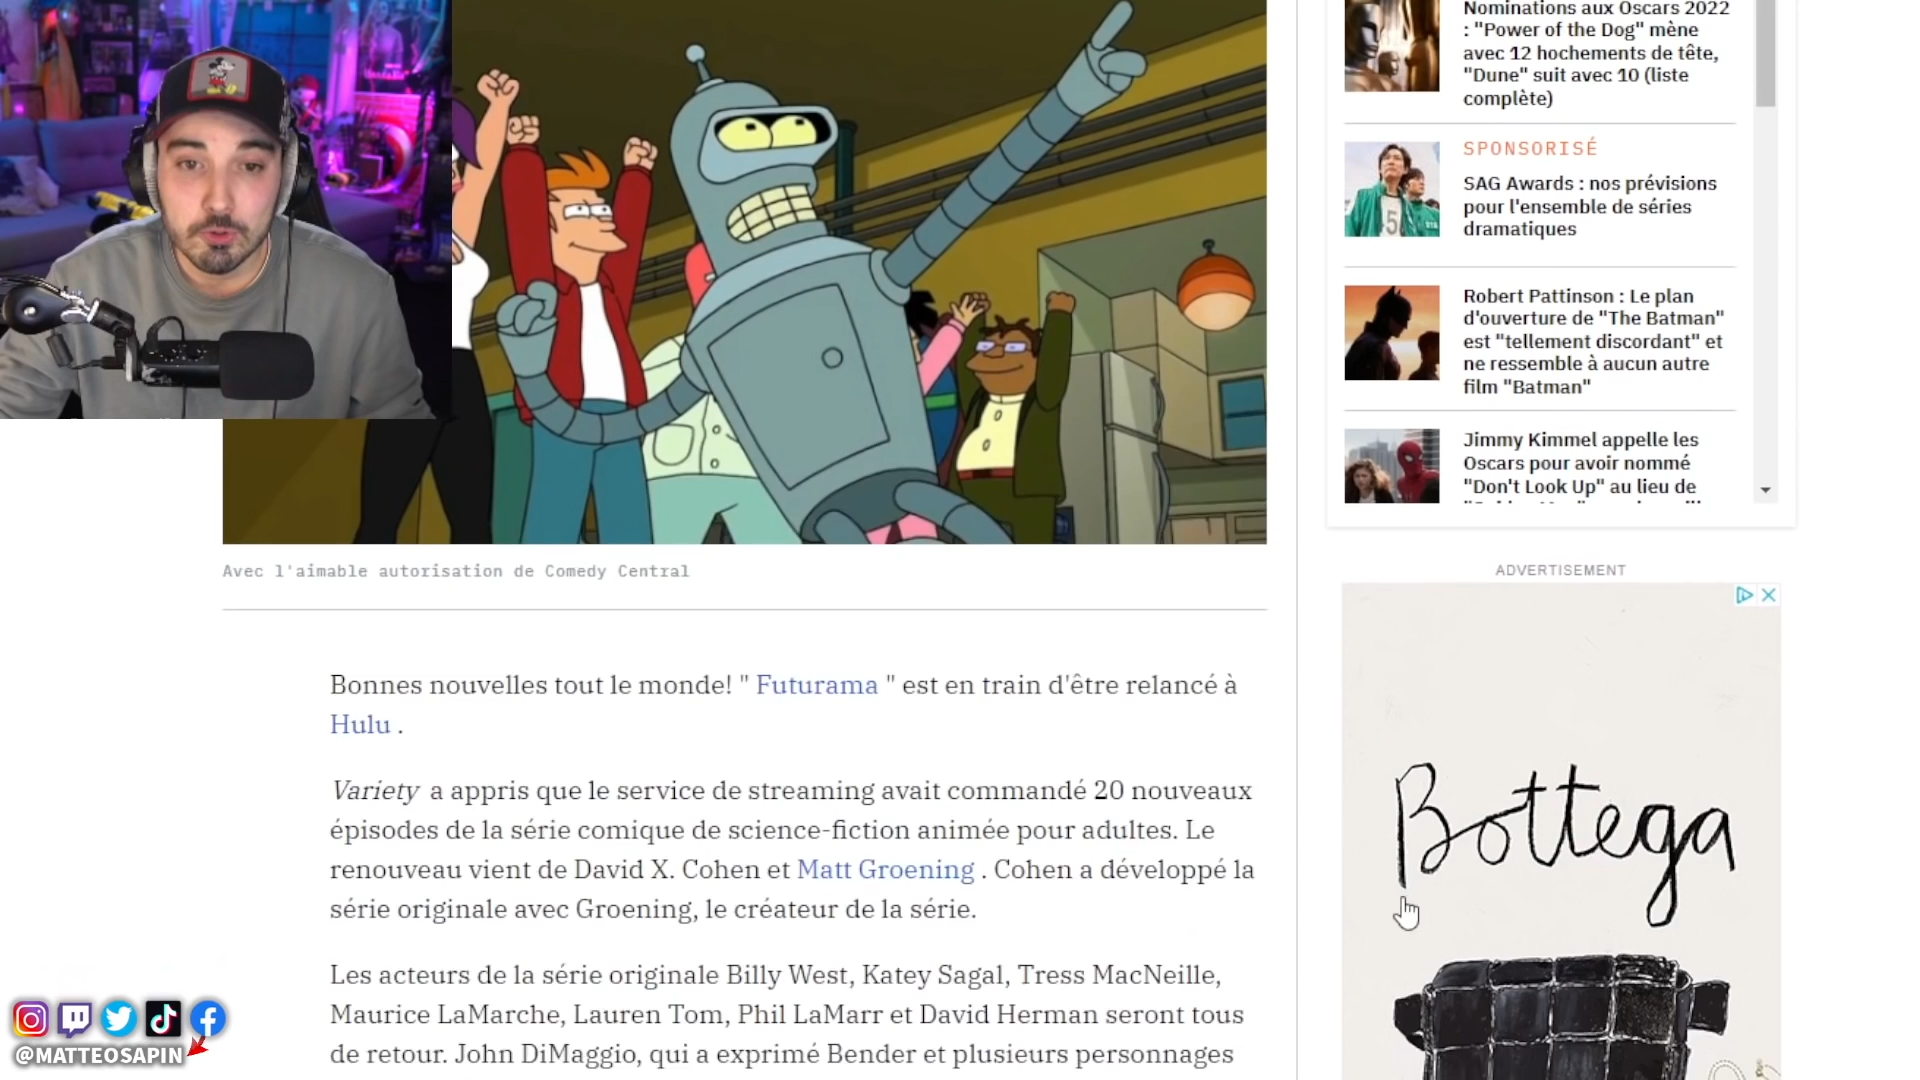 Nominations aux Oscars 2022
: "Power of the Dog" mène
avec 12 hochements de tête,
"Dune" suit avec 10 (liste
complète)
SPONSORISÉ
SAG Awards : nos prévisions
pour l'ensemble de séries
dramatiques
Robert Pattinson : Le plan
d'ouverture de "The Batman"
est "tellement discordant" et
ne ressemble à aucun autre
film "Batman"
Jimmy Kimmel appelle les
Oscars pour avoir nommé
"Don't Look Up" au lieu de
Avec l'aimable autorisation de Comedy Central
ADVERTISEMENT
Bottega
Bonnes nouvelles tout le monde! " Futurama " est en train d'être relancé à
Hulu .
Variety a appris que le service de streaming avait commandé 20 nouveaux
épisodes de la série comique de science-fiction animée pour adultes. Le
renouveau vient de David X. Cohen et Matt Groening . Cohen a développé la
série originale avec Groening, le créateur de la série.
Les acteurs de la série originale Billy West, Katey Sagal, Tress MacNeille,
Maurice LaMarche, Lauren Tom, Phil LaMarr et David Herman seront tous
de retour. John DiMaggio, qui a exprimé Bender et plusieurs personnages
@MATTEOSAPIN